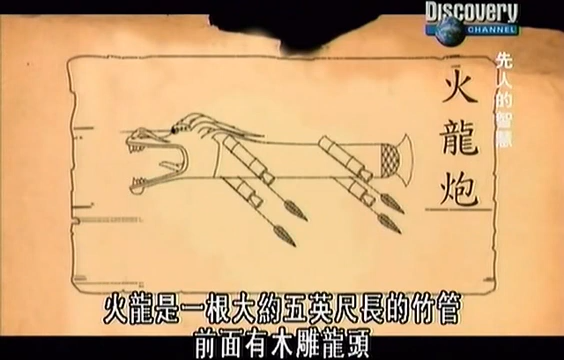 Discovery
CHANNEL
先人的智慧
火龍炮
火龍是一根大約五英尺長的竹管
前面有木雕龍頭